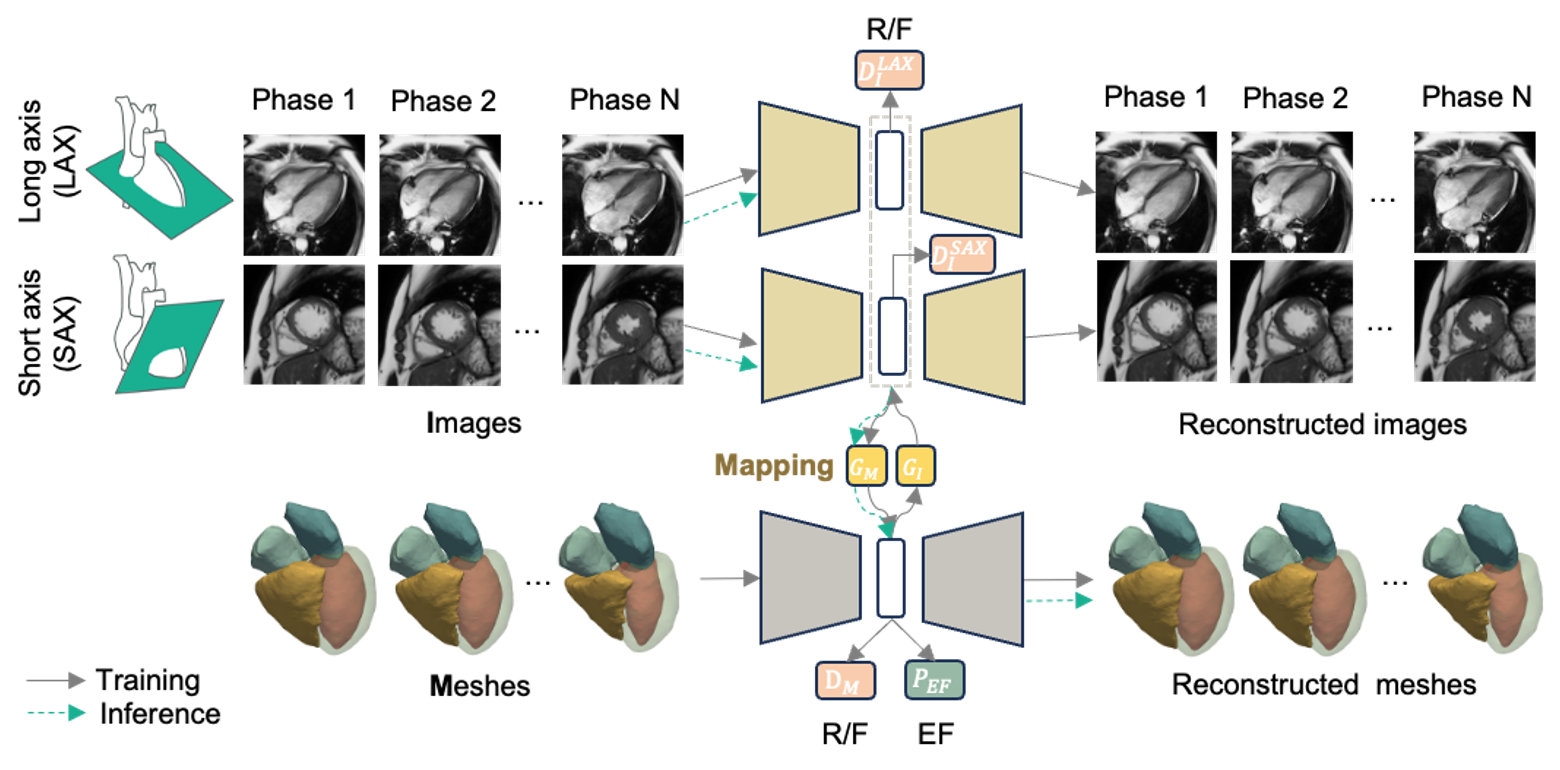 R/F
D_I^{LAX}
Long axis
(LAX)
Phase 1
Phase 2
Phase N
Phase 1
Phase 2
Phase N
...
...
D_I^{SAX}
Short axis
(SAX)
...
...
Images
Reconstructed images
Mapping
G_M
G_I
...
...
Training
Inference
Meshes
D_M
P_{EF}
Reconstructed meshes
R/F
EF